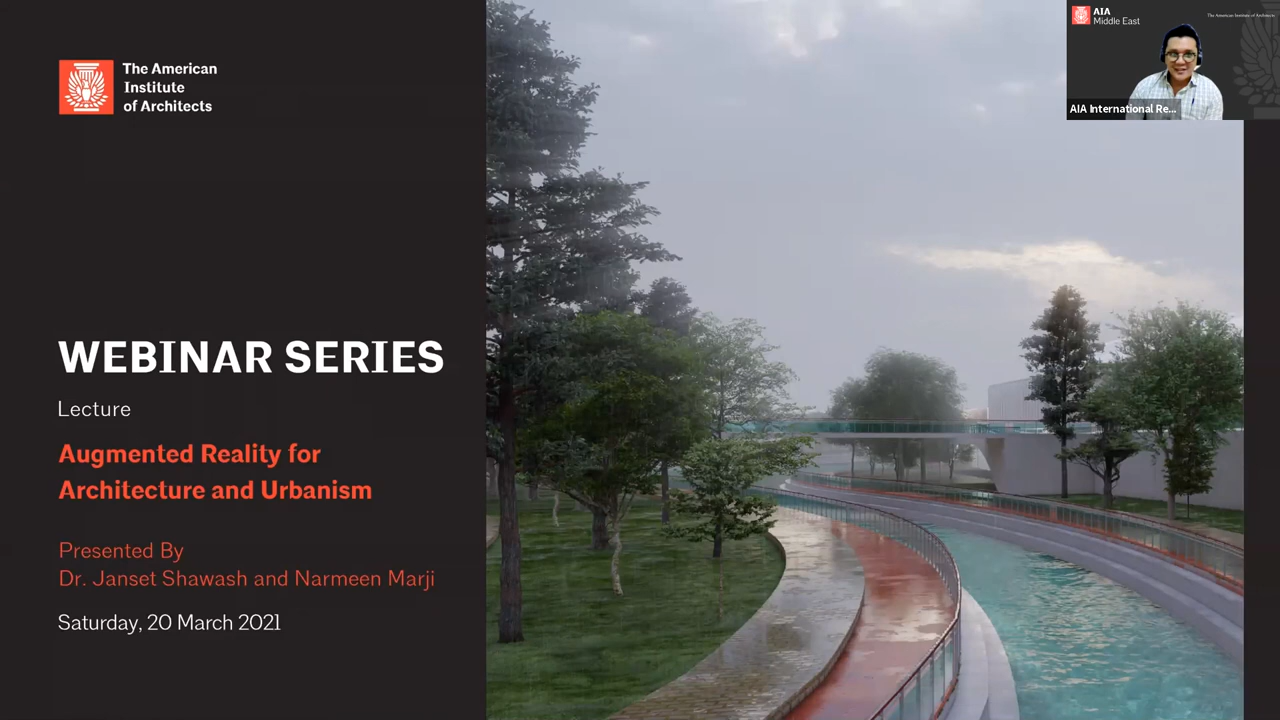 The American
Institute
of Architects
WEBINAR SERIES
Lecture
Augmented Reality for
Architecture and Urbanism
Presented By
Dr. Janset Shawash and Narmeen Marji
Saturday, 20 March 2021
AIA
Middle East
The American Institute of Architects
AIA International Re...